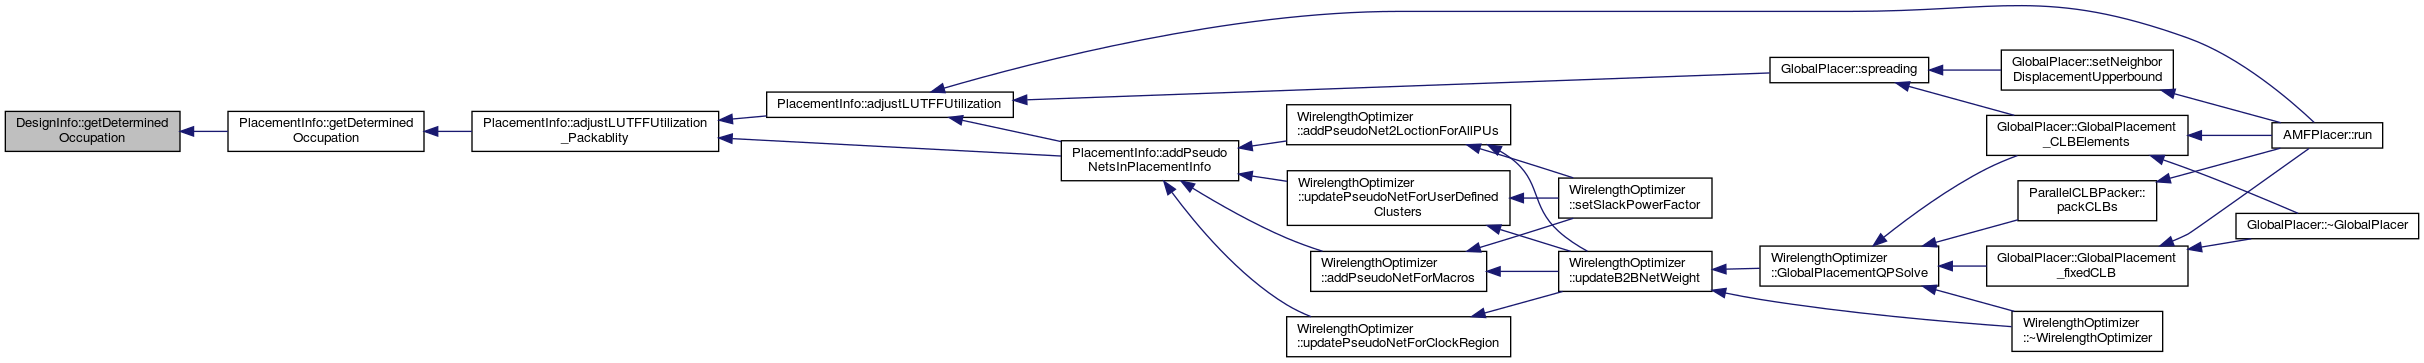 DesignInfo::getDetermined
Occupation
PlacementInfo::getDetermined
Occupation
PlacementInfo::adjustLUTFFUtilization
_Packablity
PlacementInfo::adjustLUTFFUtilization
PlacementInfo::addPseudo
NetsInPlacementInfo
WirelengthOptimizer
::addPseudoNet2LoctionForAllPUs
WirelengthOptimizer
::updatePseudoNetForUserDefined
Clusters
WirelengthOptimizer
::addPseudoNetForMacros
WirelengthOptimizer
::updatePseudoNetForClockRegion
WirelengthOptimizer
::setSlackPowerFactor
WirelengthOptimizer
::updateB2BNetWeight
GlobalPlacer::spreading
WirelengthOptimizer
::GlobalPlacementQPSolve
GlobalPlacer::setNeighbor
DisplacementUpperbound
GlobalPlacer::GlobalPlacement
_CLBElements
ParallelCLBPacker::
packCLBs
GlobalPlacer::GlobalPlacement
_fixedCLB
WirelengthOptimizer
::~WirelengthOptimizer
AMFPlacer::run
GlobalPlacer::~GlobalPlacer